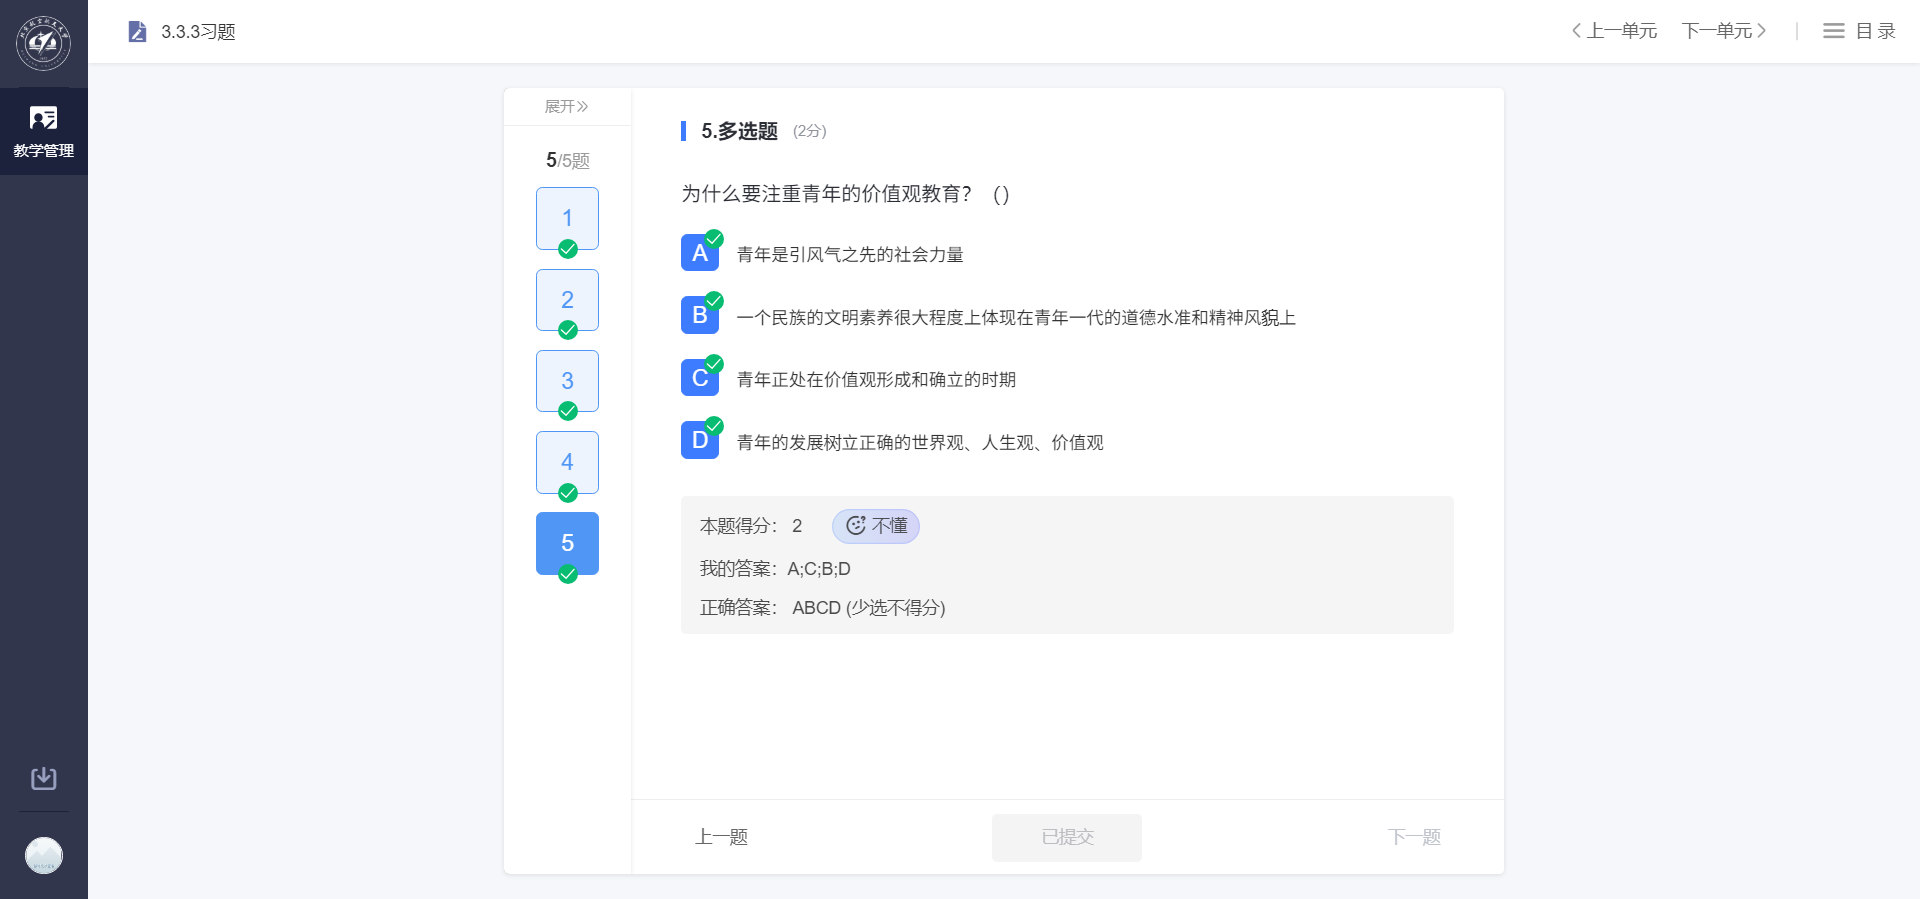 3.3.3习题
上一单元
下一单元
目录
教学管理
展开
5/5题
1
2
3
4
5
5.多选题 (2分)
为什么要注重青年的价值观教育? ()
A 青年是引风气之先的社会力量
B 一个民族的文明素养很大程度上体现在青年一代的道德水准和精神风貌上
C 青年正处在价值观形成和确立的时期
D 青年的发展树立正确的世界观、人生观、价值观
本题得分: 2 不懂
我的答案: A;C;B;D
正确答案: ABCD (少选不得分)
上一题
已提交
下一题